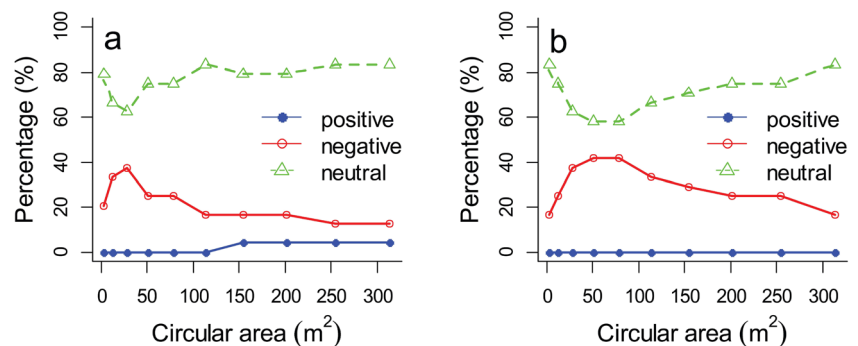 a
Percentage (%)
100
80
60
40
20
0
positive
negative
neutral
0 50 100 150 200 250 300
Circular area (m²)
b
Percentage (%)
100
80
60
40
20
0
positive
negative
neutral
0 50 100 150 200 250 300
Circular area (m²)